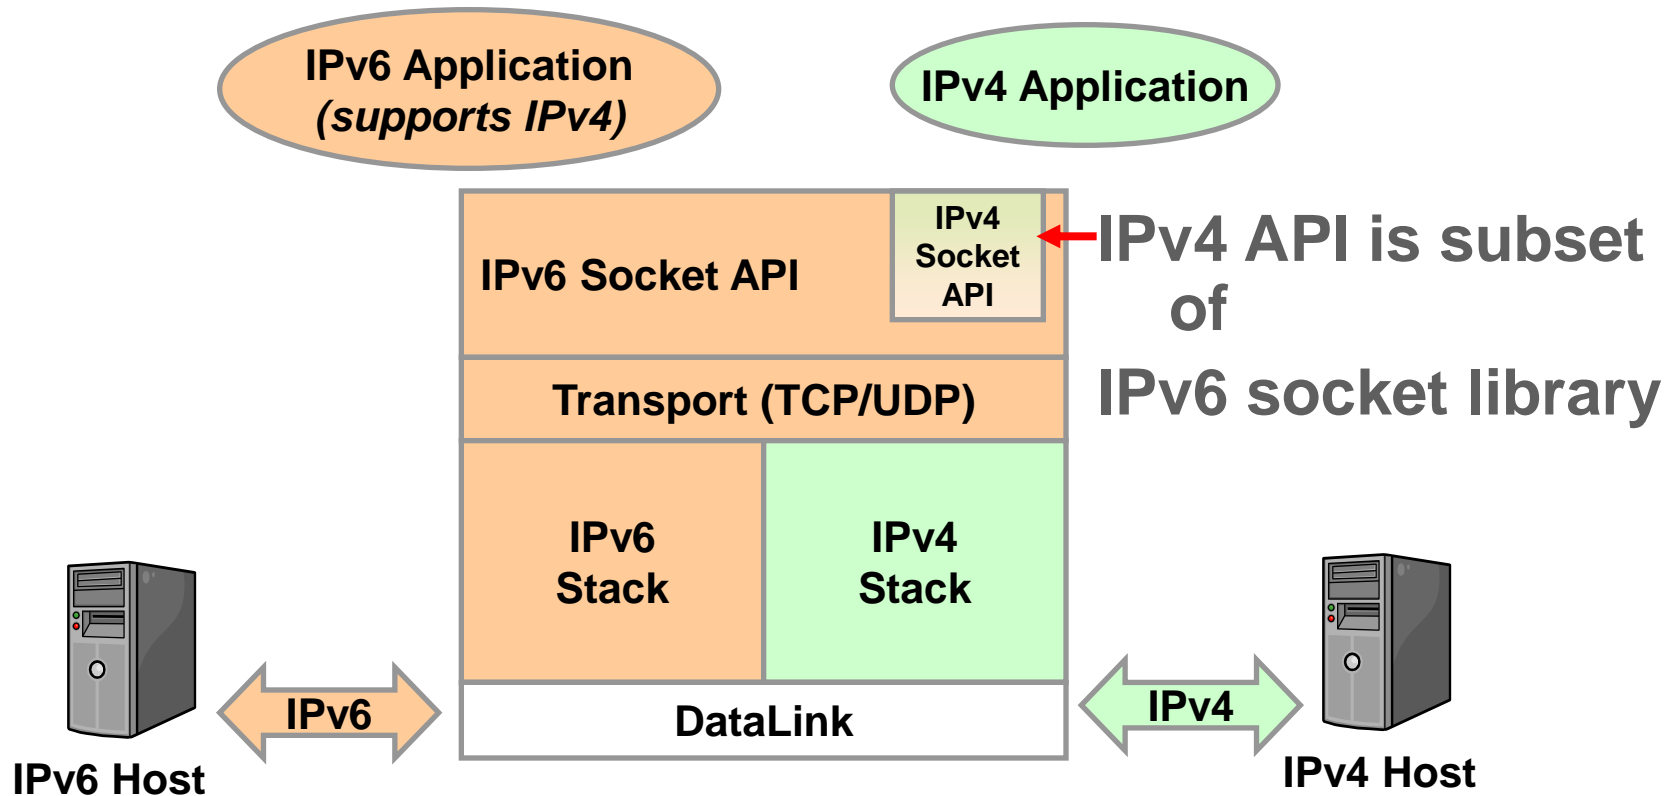 IPv6 Application
(supports IPv4)
IPv4 Application
IPv6 Socket API
IPv4
Socket
API
IPv4 API is subset
of
IPv6 socket library
Transport (TCP/UDP)
IPv6
Stack
IPv4
Stack
IPv6
DataLink
IPv4
IPv6 Host
IPv4 Host